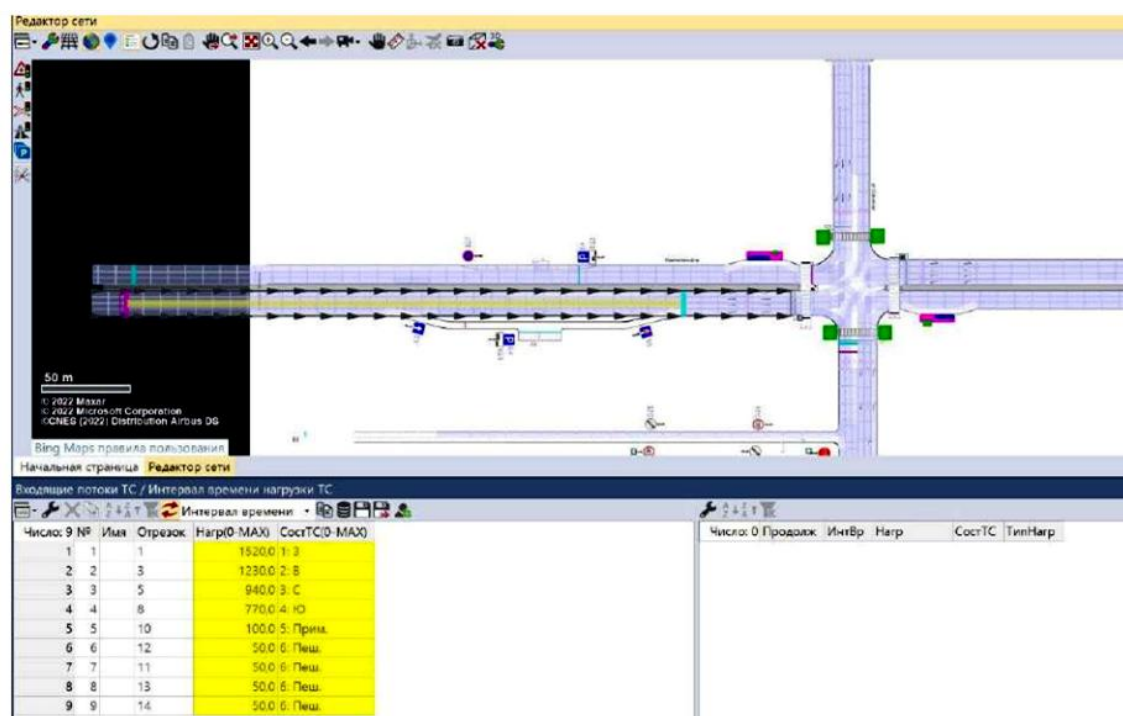 Редактор сети
50 m
© 2022 Maxar
© 2022 Microsoft Corporation
©CNES (2022) Distribution Airbus DS
Bing Maps правила пользования
Начальная страница Редактор сети
Входящие потоки ТС / Интервал времени нагрузки ТС
Интервал времени
Число: 9 № Имя Отрезок Нагр(0-MAX) СостТС(0-MAX)
1 1 1 1520,0 1: З
2 2 3 1230,0 2: В
3 3 5 940,0 3: С
4 4 8 770,0 4: Ю
5 5 10 100,0 5: Прим.
6 6 12 50,0 6: Пеш.
7 7 11 50,0 6: Пеш.
8 8 13 50,0 6: Пеш.
9 9 14 50,0 6: Пеш.
Число: 0 Продолж ИнтВр Нагр СостТС ТипНагр